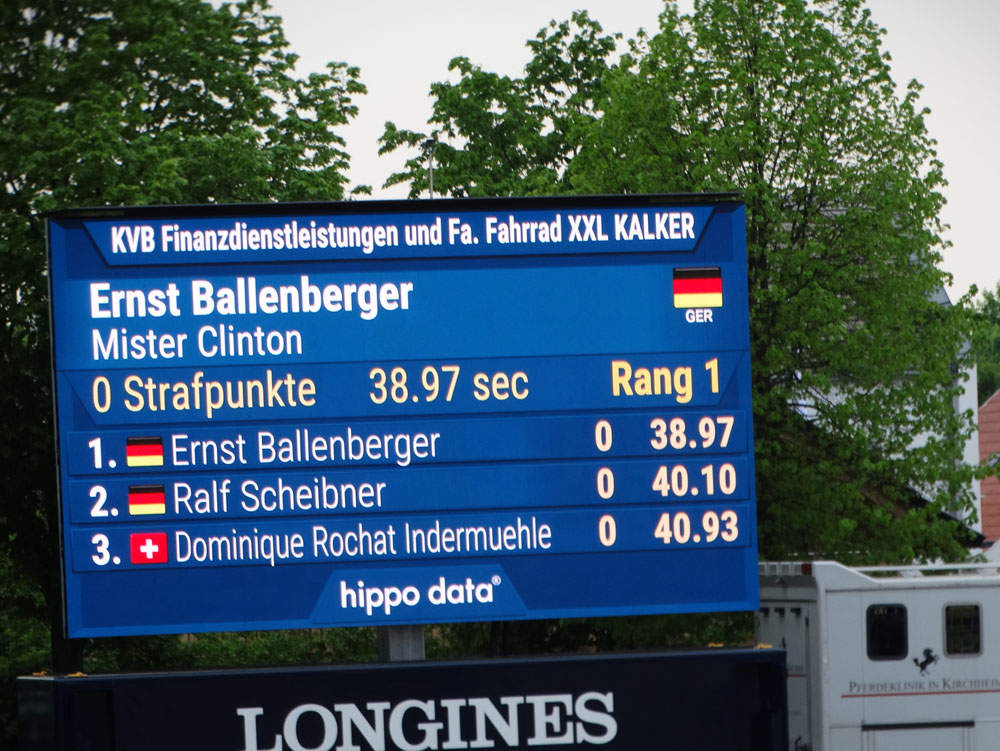 KVB Finanzdienstleistungen und Fa. Fahrrad XXL KALKER
Ernst Ballenberger
GER
Mister Clinton
0 Strafpunkte 38.97 sec Rang 1
1. Ernst Ballenberger 0 38.97
2. Ralf Scheibner 0 40.10
3. Dominique Rochat Indermuehle 0 40.93
hippo data®
LONGINES
PFERDEKLINIK IN